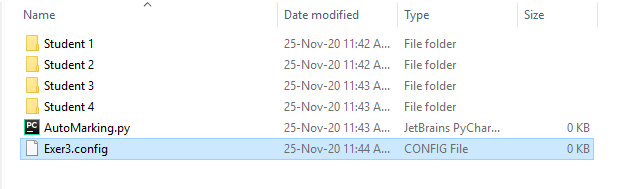 Name Date modified Type Size
Student 1 25-Nov-20 11:42 A... File folder
Student 2 25-Nov-20 11:42 A... File folder
Student 3 25-Nov-20 11:43 A... File folder
Student 4 25-Nov-20 11:43 A... File folder
PC AutoMarking.py 25-Nov-20 11:43 A... JetBrains PyChar... 0 KB
Exer3.config 25-Nov-20 11:44 A... CONFIG File 0 KB